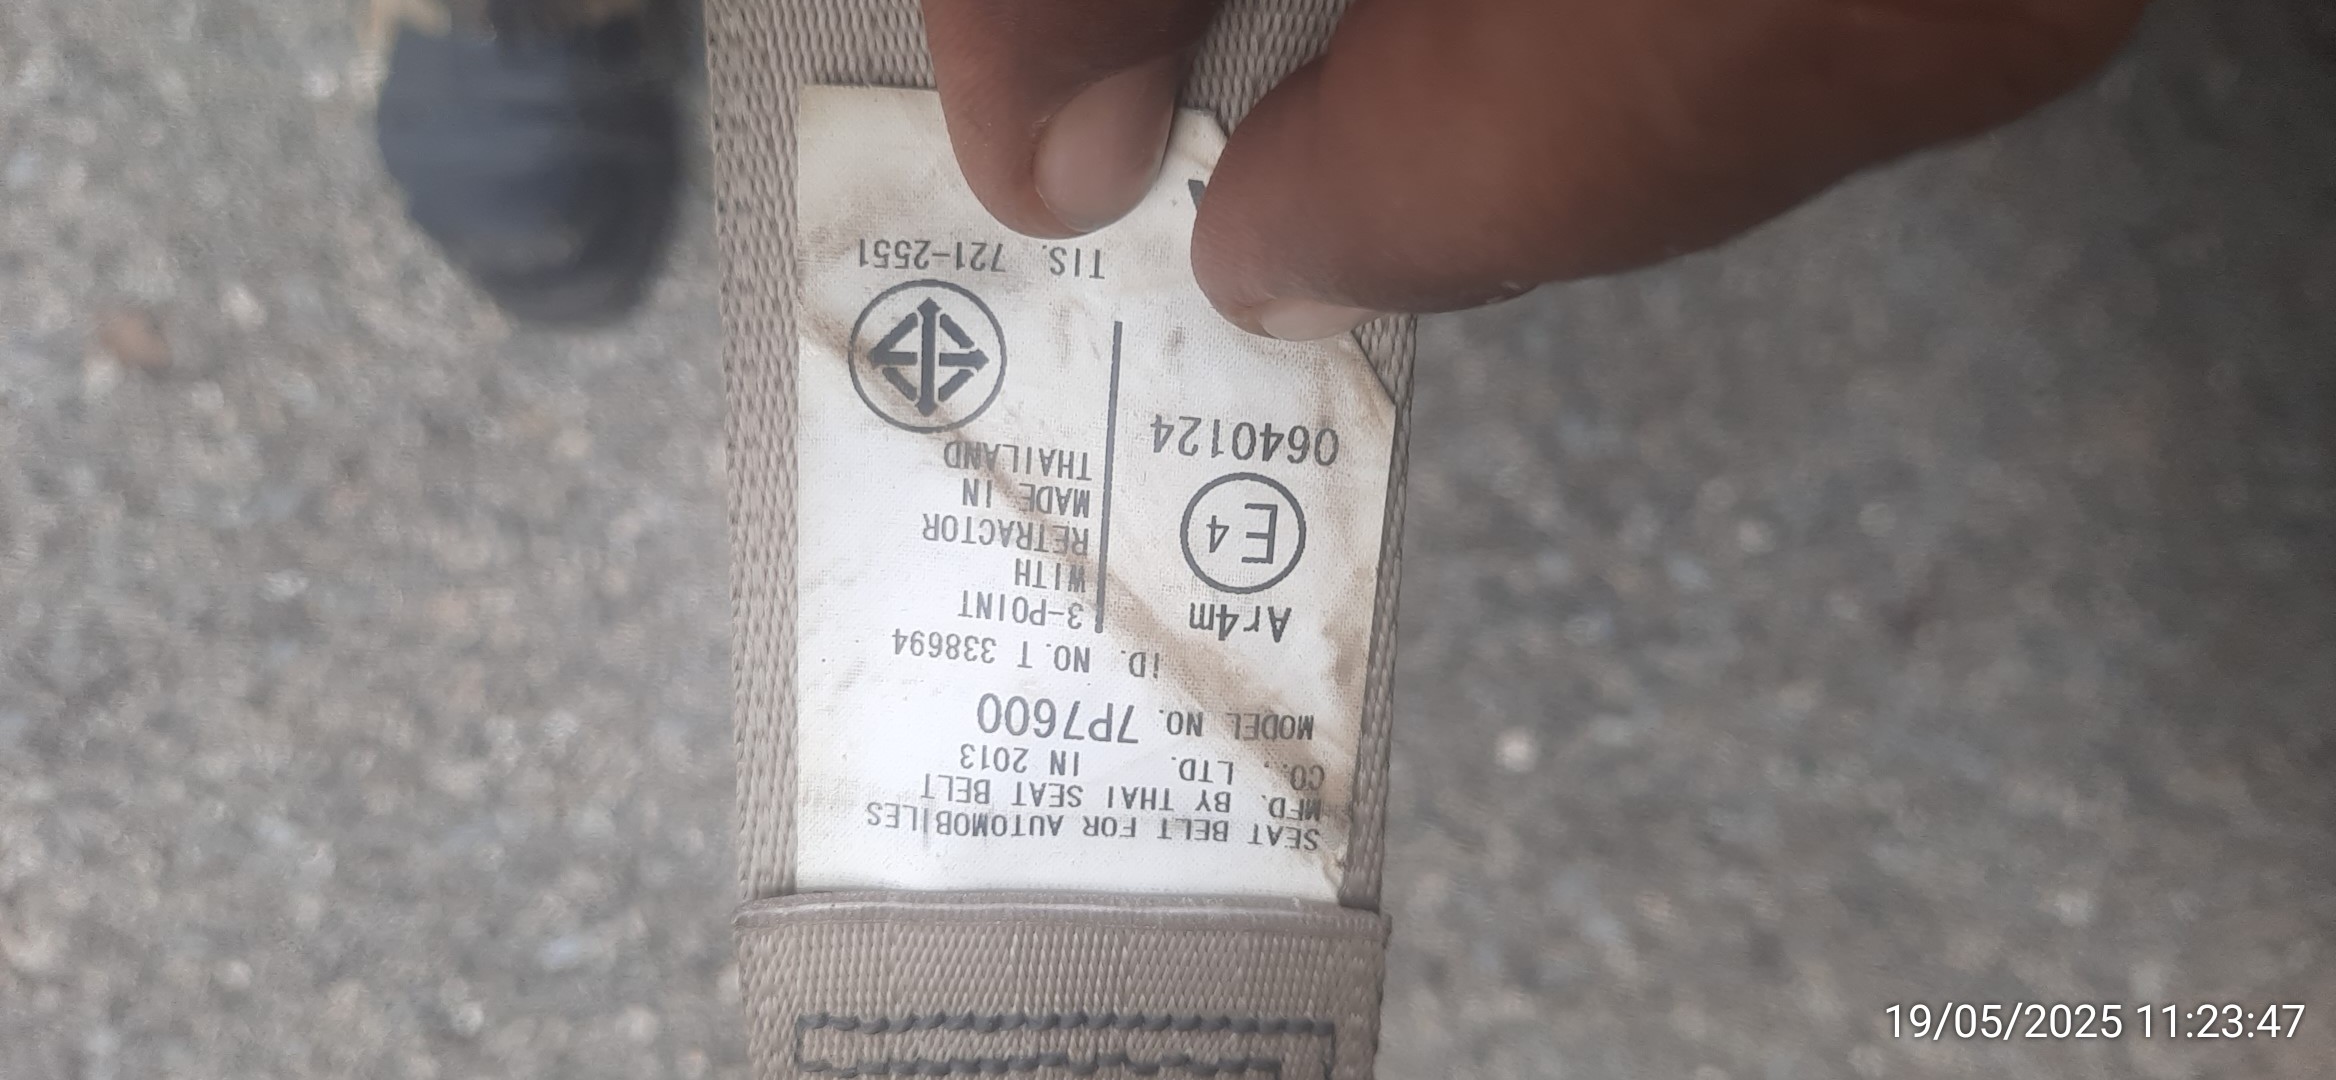 SEAT BELT FOR AUTOMOBILES
MFD. BY THAI SEAT BELT
CO., LTD. IN 2013
MODEL NO. 7P7600
iD. NO. T 338694
3-POINT
WITH
RETRACTOR
MADE IN
THAILAND
TIS. 721-2551
Ar4m
E4
0640124
19/05/2025 11:23:47